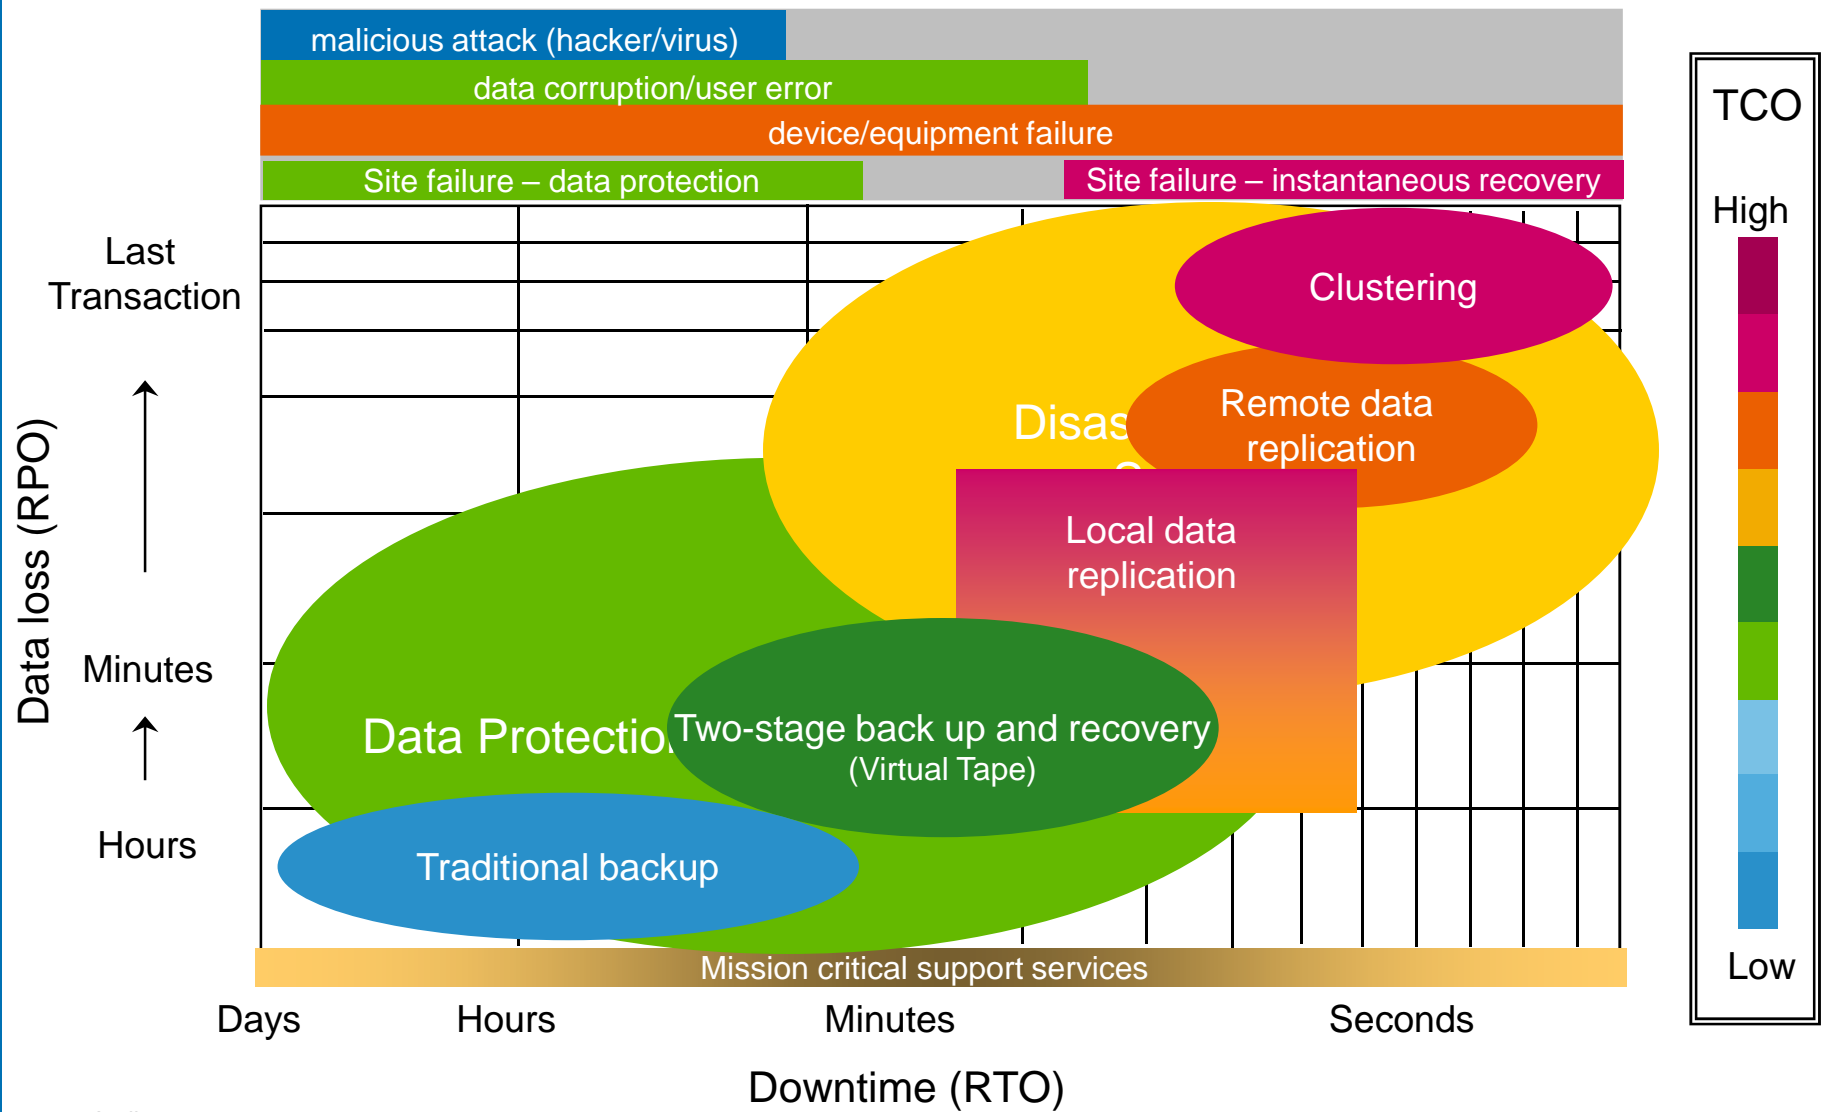 malicious attack (hacker/virus)
data corruption/user error
device/equipment failure
Site failure – data protection
Site failure – instantaneous recovery
TCO
High
Low
Data loss (RPO)
Last
Transaction
Minutes
Hours
Clustering
Remote data
replication
Local data
replication
Data
Two-stage back up and recovery
(Virtual Tape)
Traditional backup
Mission critical support services
Days
Hours
Minutes
Seconds
Downtime (RTO)